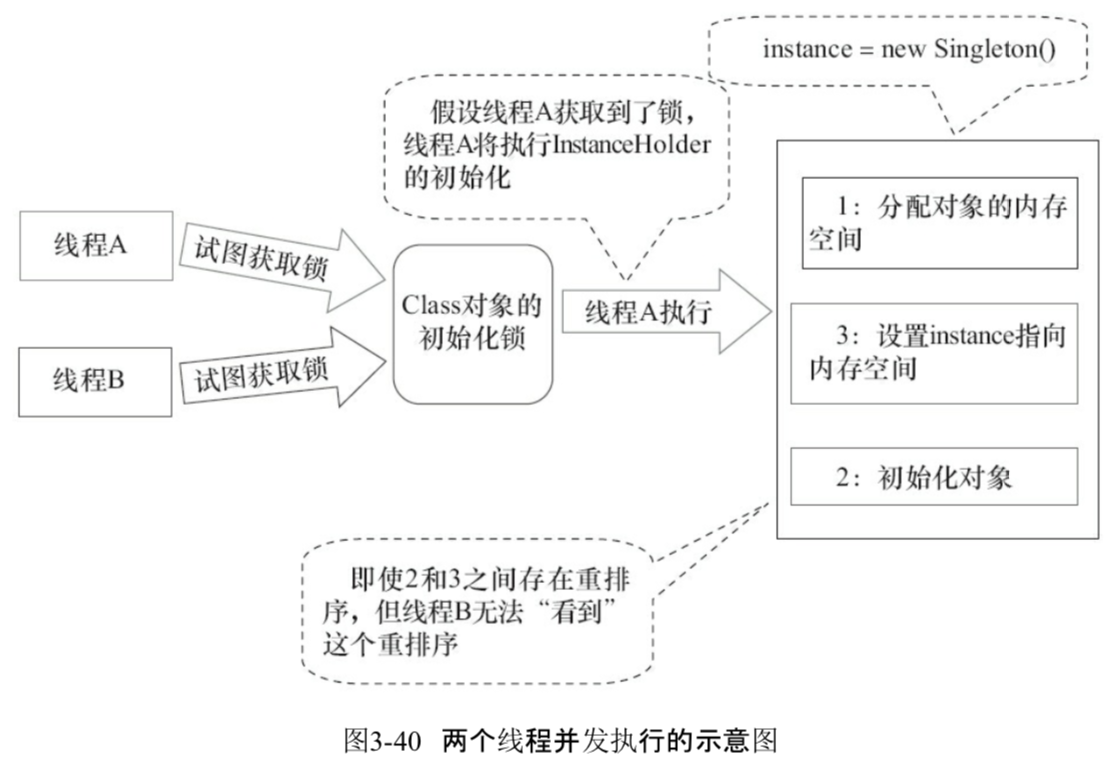 instance = new Singleton()
假设线程A获取到了锁，
线程A将执行InstanceHolder
的初始化
线程A
试图获取锁
线程B
试图获取锁
Class对象的
初始化锁
线程A执行
1：分配对象的内存
空间
3：设置instance指向
内存空间
2：初始化对象
即使2和3之间存在重排
序，但线程B无法“看到”
这个重排序
图3-40 两个线程并发执行的示意图